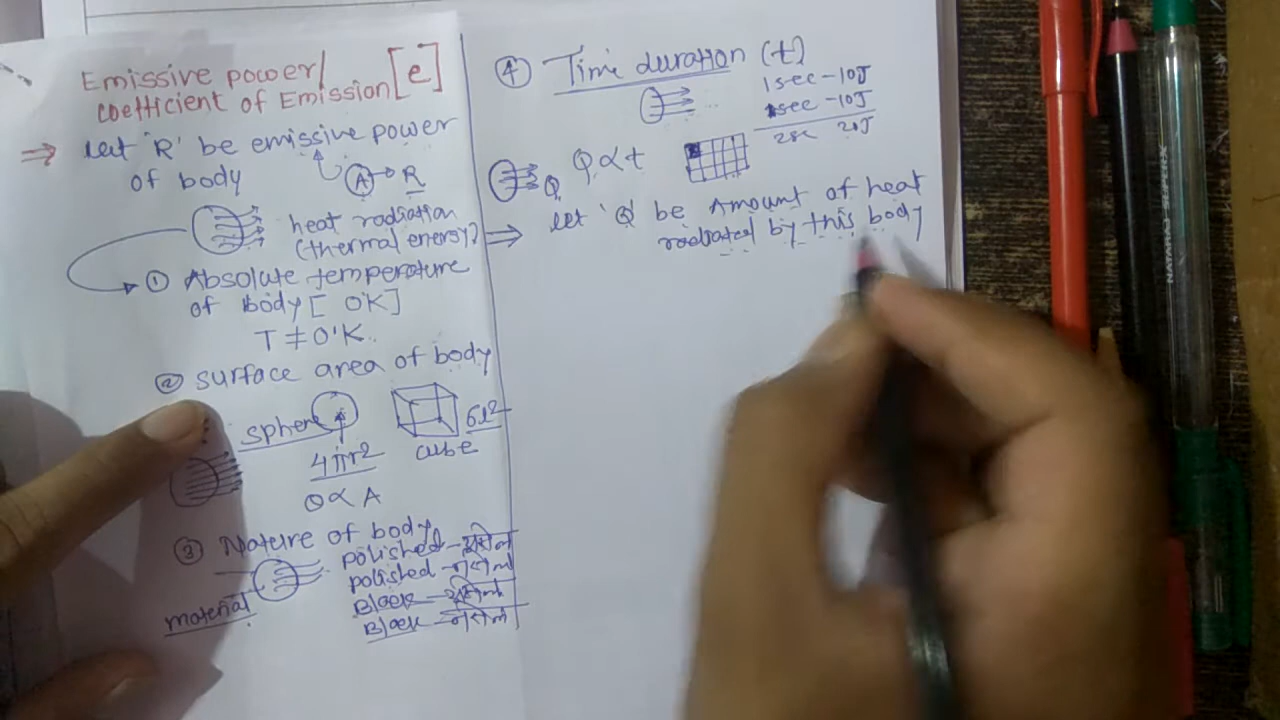 Emissive power/
coefficient of Emission [e]
⇒ let 'R' be emissive power
of body
A → R
heat radiation
(thermal energy)
① Absolute temperature
of body [ O'K ]
T ≠ O'K.
② surface area of body
sphere
4πr²
6l²
cube
Q ∝ A
③ Nature of body
material
polished -
polished -
Black -
Black -
④ Time duration (t)
1 sec - 10J
1 sec - 10J
2 sec 20J
Q
Q ∝ t
⇒ let 'Q' be Amount of heat
radiated by this body
NATARAJ